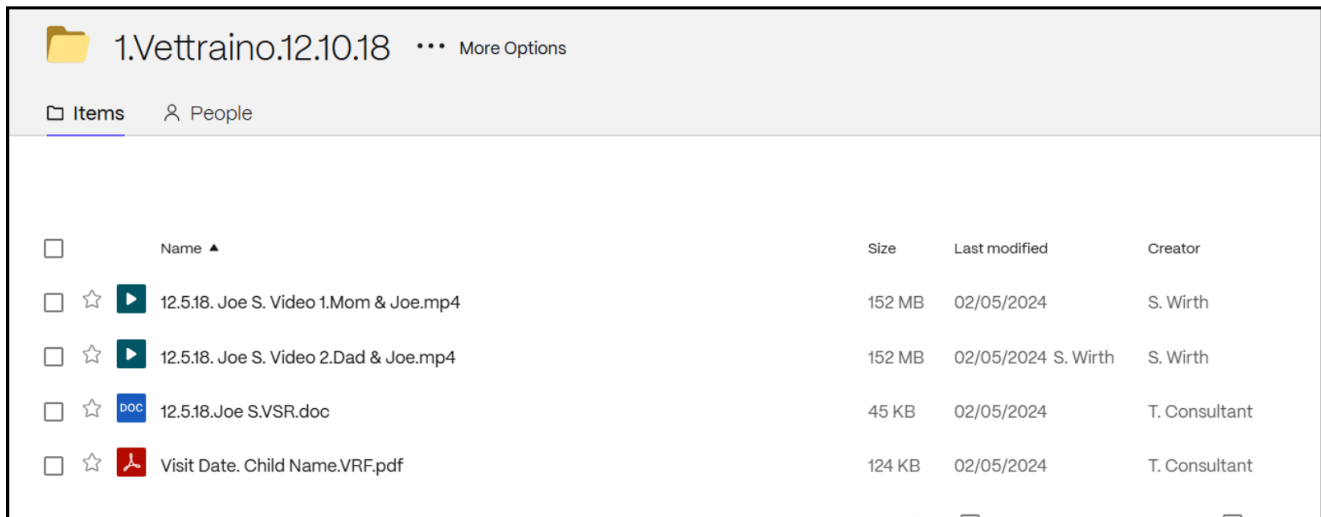 1.Vettraino.12.10.18 ••• More Options
Items People
Name ▲ Size Last modified Creator
12.5.18. Joe S. Video 1.Mom & Joe.mp4 152 MB 02/05/2024 S. Wirth
12.5.18. Joe S. Video 2.Dad & Joe.mp4 152 MB 02/05/2024 S. Wirth S. Wirth
DOC 12.5.18.Joe S.VSR.doc 45 KB 02/05/2024 T. Consultant
Visit Date. Child Name.VRF.pdf 124 KB 02/05/2024 T. Consultant